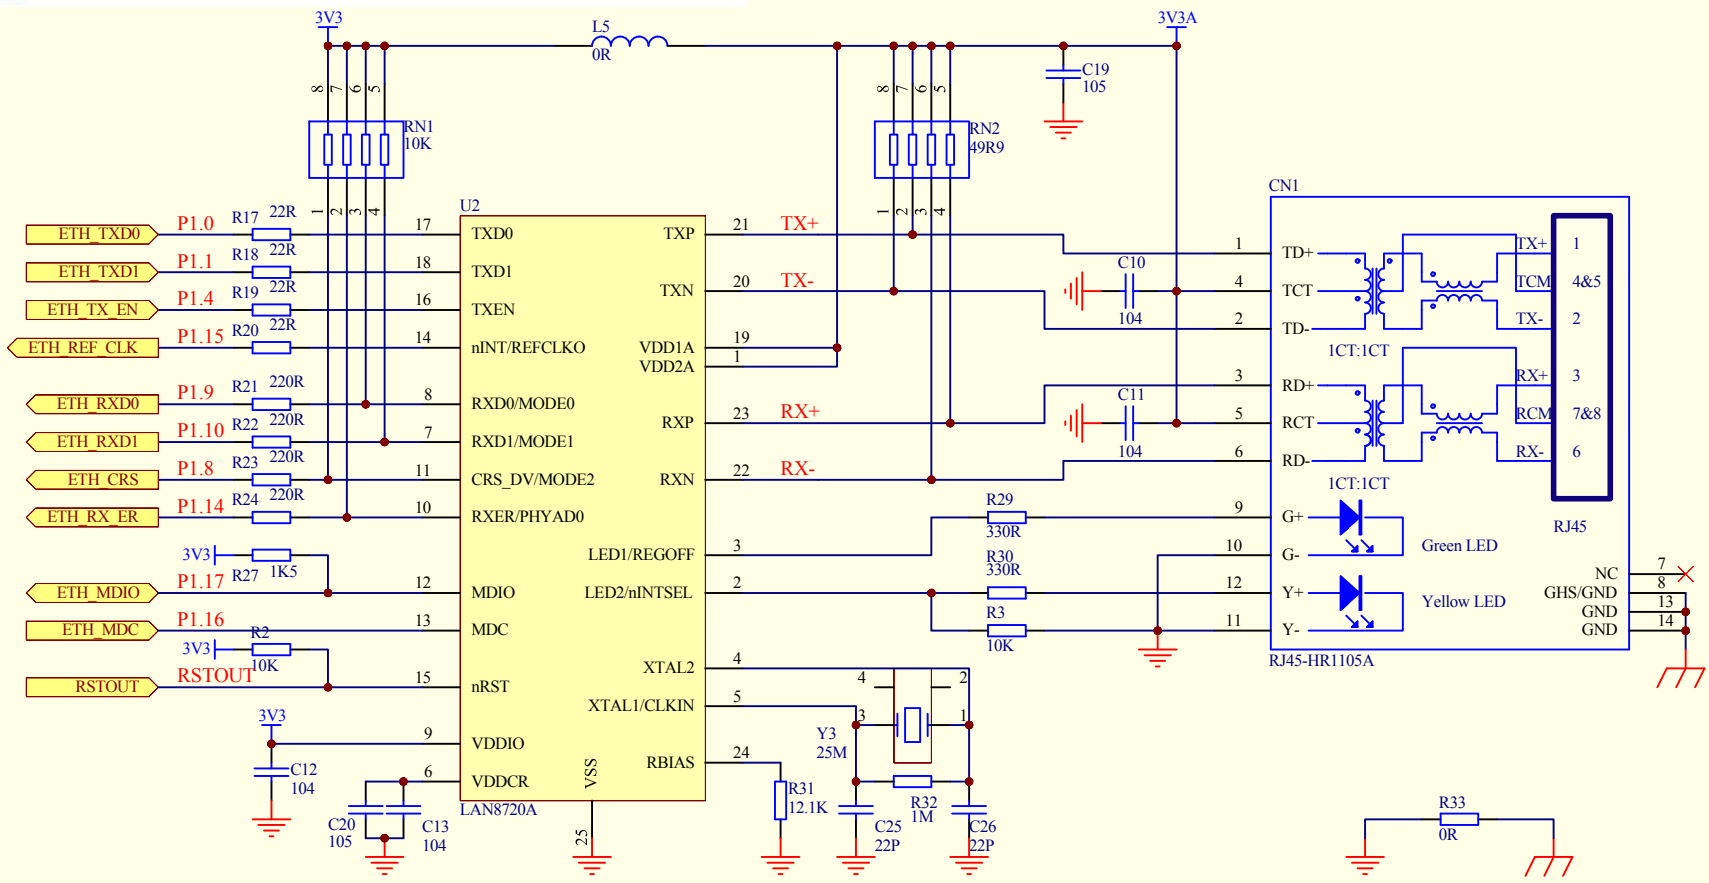 3V3
L5
0R
3V3A
C19
105
8 7 6 5
RN1
10K
1 2 3 4
8 7 6 5
RN2
49R9
1 2 3 4
U2
CN1
ETH_TXD0 P1.0 R17 22R 17 TXD0
ETH_TXD1 P1.1 R18 22R 18 TXD1
ETH_TX_EN P1.4 R19 22R 16 TXEN
ETH_REF_CLK P1.15 R20 22R 14 nINT/REFCLKO
ETH_RXD0 P1.9 R21 220R 8 RXD0/MODE0
ETH_RXD1 P1.10 R22 220R 7 RXD1/MODE1
ETH_CRS P1.8 R23 220R 11 CRS_DV/MODE2
ETH_RX_ER P1.14 R24 220R 10 RXER/PHYAD0
3V3 R27 1K5
ETH_MDIO P1.17 12 MDIO
ETH_MDC P1.16 13 MDC
3V3 R2 10K
RSTOUT RSTOUT 15 nRST
3V3
9 VDDIO
C12
104
6 VDDCR
C20
105
C13
104
VSS
25
LAN8720A
TXP 21 TX+
TXN 20 TX-
VDD1A 19
VDD2A 1
RXP 23 RX+
RXN 22 RX-
LED1/REGOFF 3
LED2/nINTSEL 2
XTAL2 4
XTAL1/CLKIN 5
RBIAS 24
R31
12.1K
4 2
3 1
Y3
25M
R32
1M
C25
22P
C26
22P
C10
104
C11
104
R29
330R
R30
330R
R3
10K
1 TD+
4 TCT
2 TD-
1CT:1CT
3 RD+
5 RCT
6 RD-
1CT:1CT
9 G+
10 G-
Green LED
12 Y+
11 Y-
Yellow LED
TX+ 1
TCM 4&5
TX- 2
RX+ 3
RCM 7&8
RX- 6
RJ45
NC 7
GHS/GND 8
GND 13
GND 14
RJ45-HR1105A
R33
0R